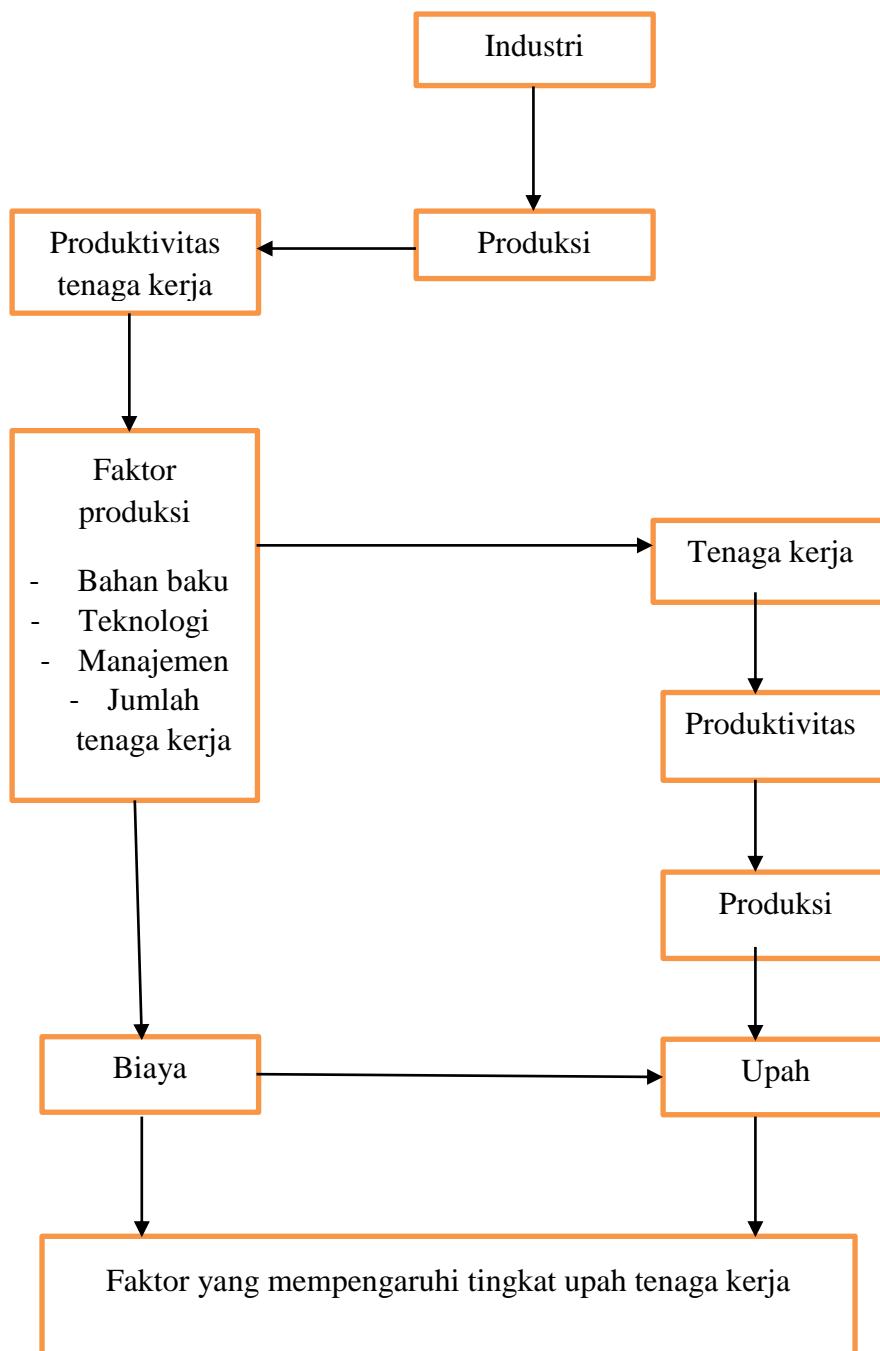 Industri
Produksi
Produktivitas
tenaga kerja
Faktor
produksi
- Bahan baku
- Teknologi
- Manajemen
- Jumlah
tenaga kerja
Tenaga kerja
Produktivitas
Produksi
Biaya
Upah
Faktor yang mempengaruhi tingkat upah tenaga kerja